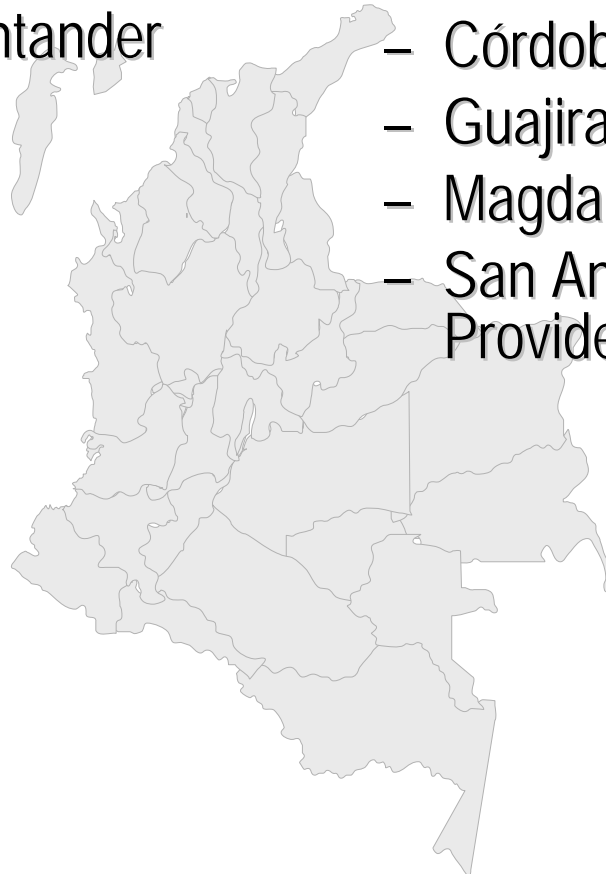 ntander
– Córdob
– Guajira
– Magda
– San An
Provide